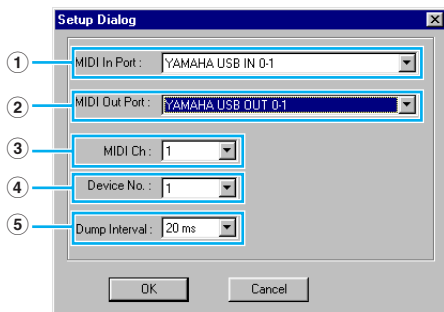 Setup Dialog
① MIDI In Port : YAMAHA USB IN 0-1
② MIDI Out Port : YAMAHA USB OUT 0-1
③ MIDI Ch : 1
④ Device No. : 1
⑤ Dump Interval : 20 ms
OK Cancel